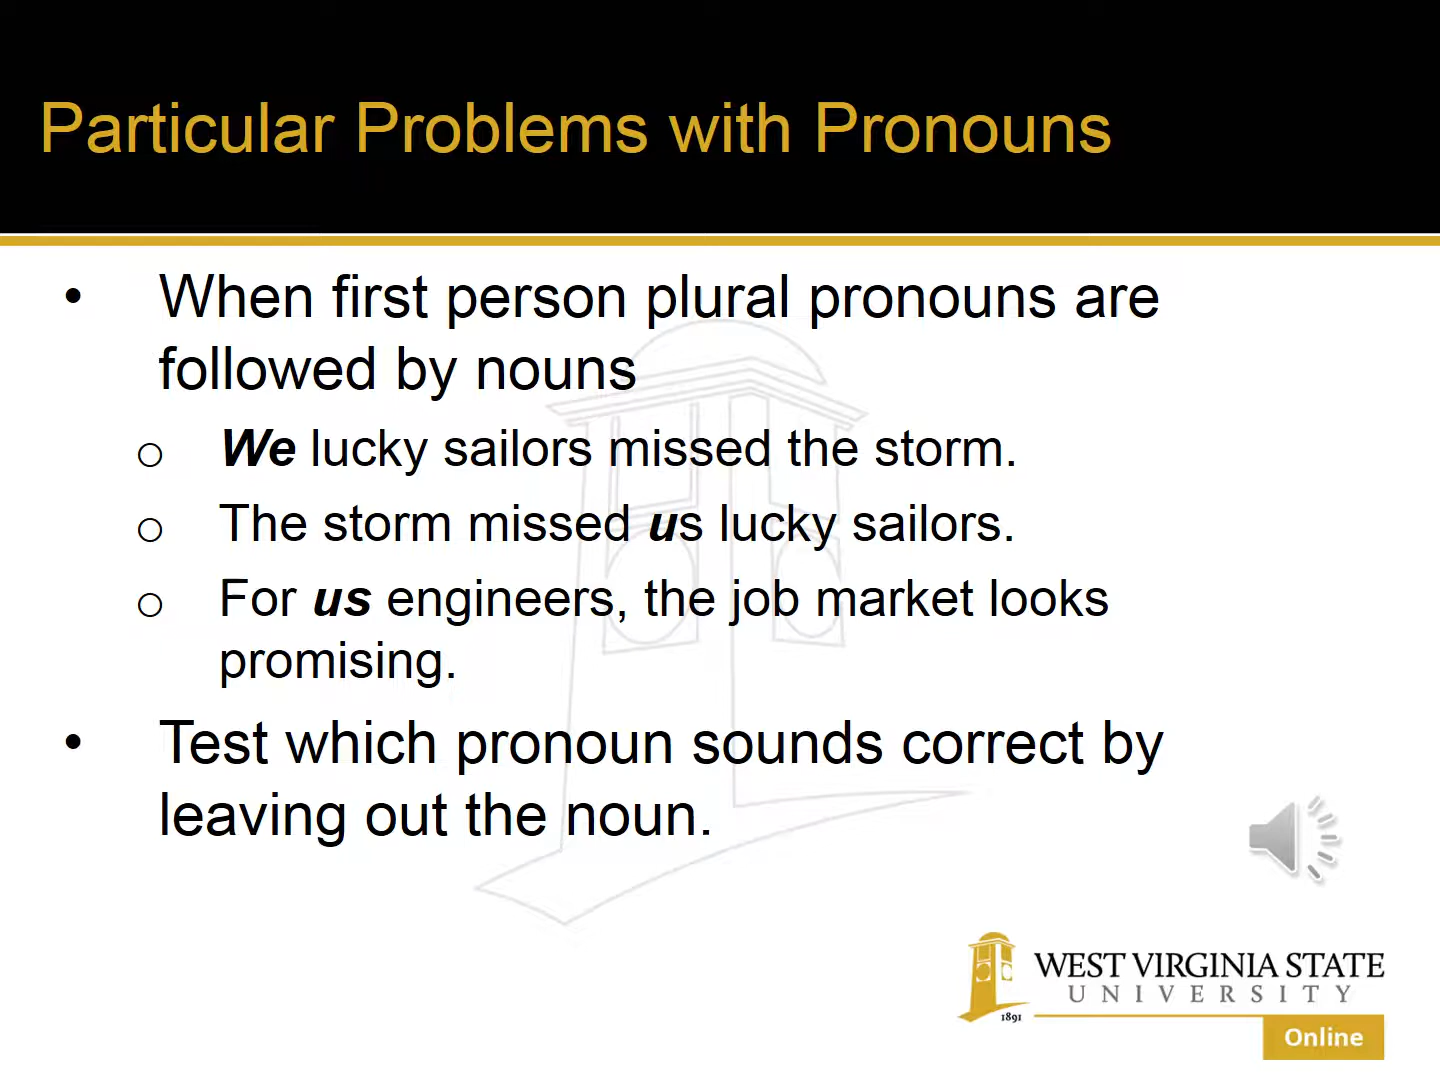 Particular Problems with Pronouns
• When first person plural pronouns are
followed by nouns
o We lucky sailors missed the storm.
o The storm missed us lucky sailors.
o For us engineers, the job market looks
promising.
• Test which pronoun sounds correct by
leaving out the noun.
WEST VIRGINIA STATE
UNIVERSITY
1891
Online